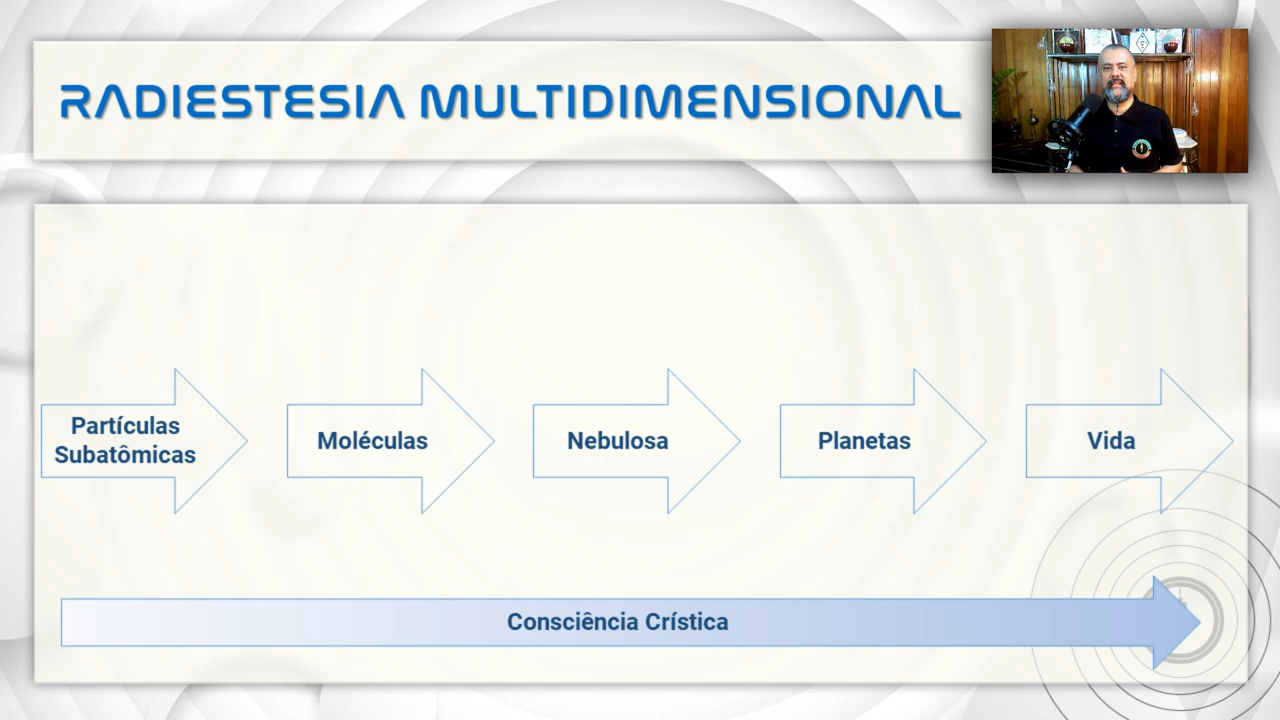 RADIESTESIA MULTIDIMENSIONAL
Partículas
Subatômicas
Moléculas
Nebulosa
Planetas
Vida
Consciência Crística